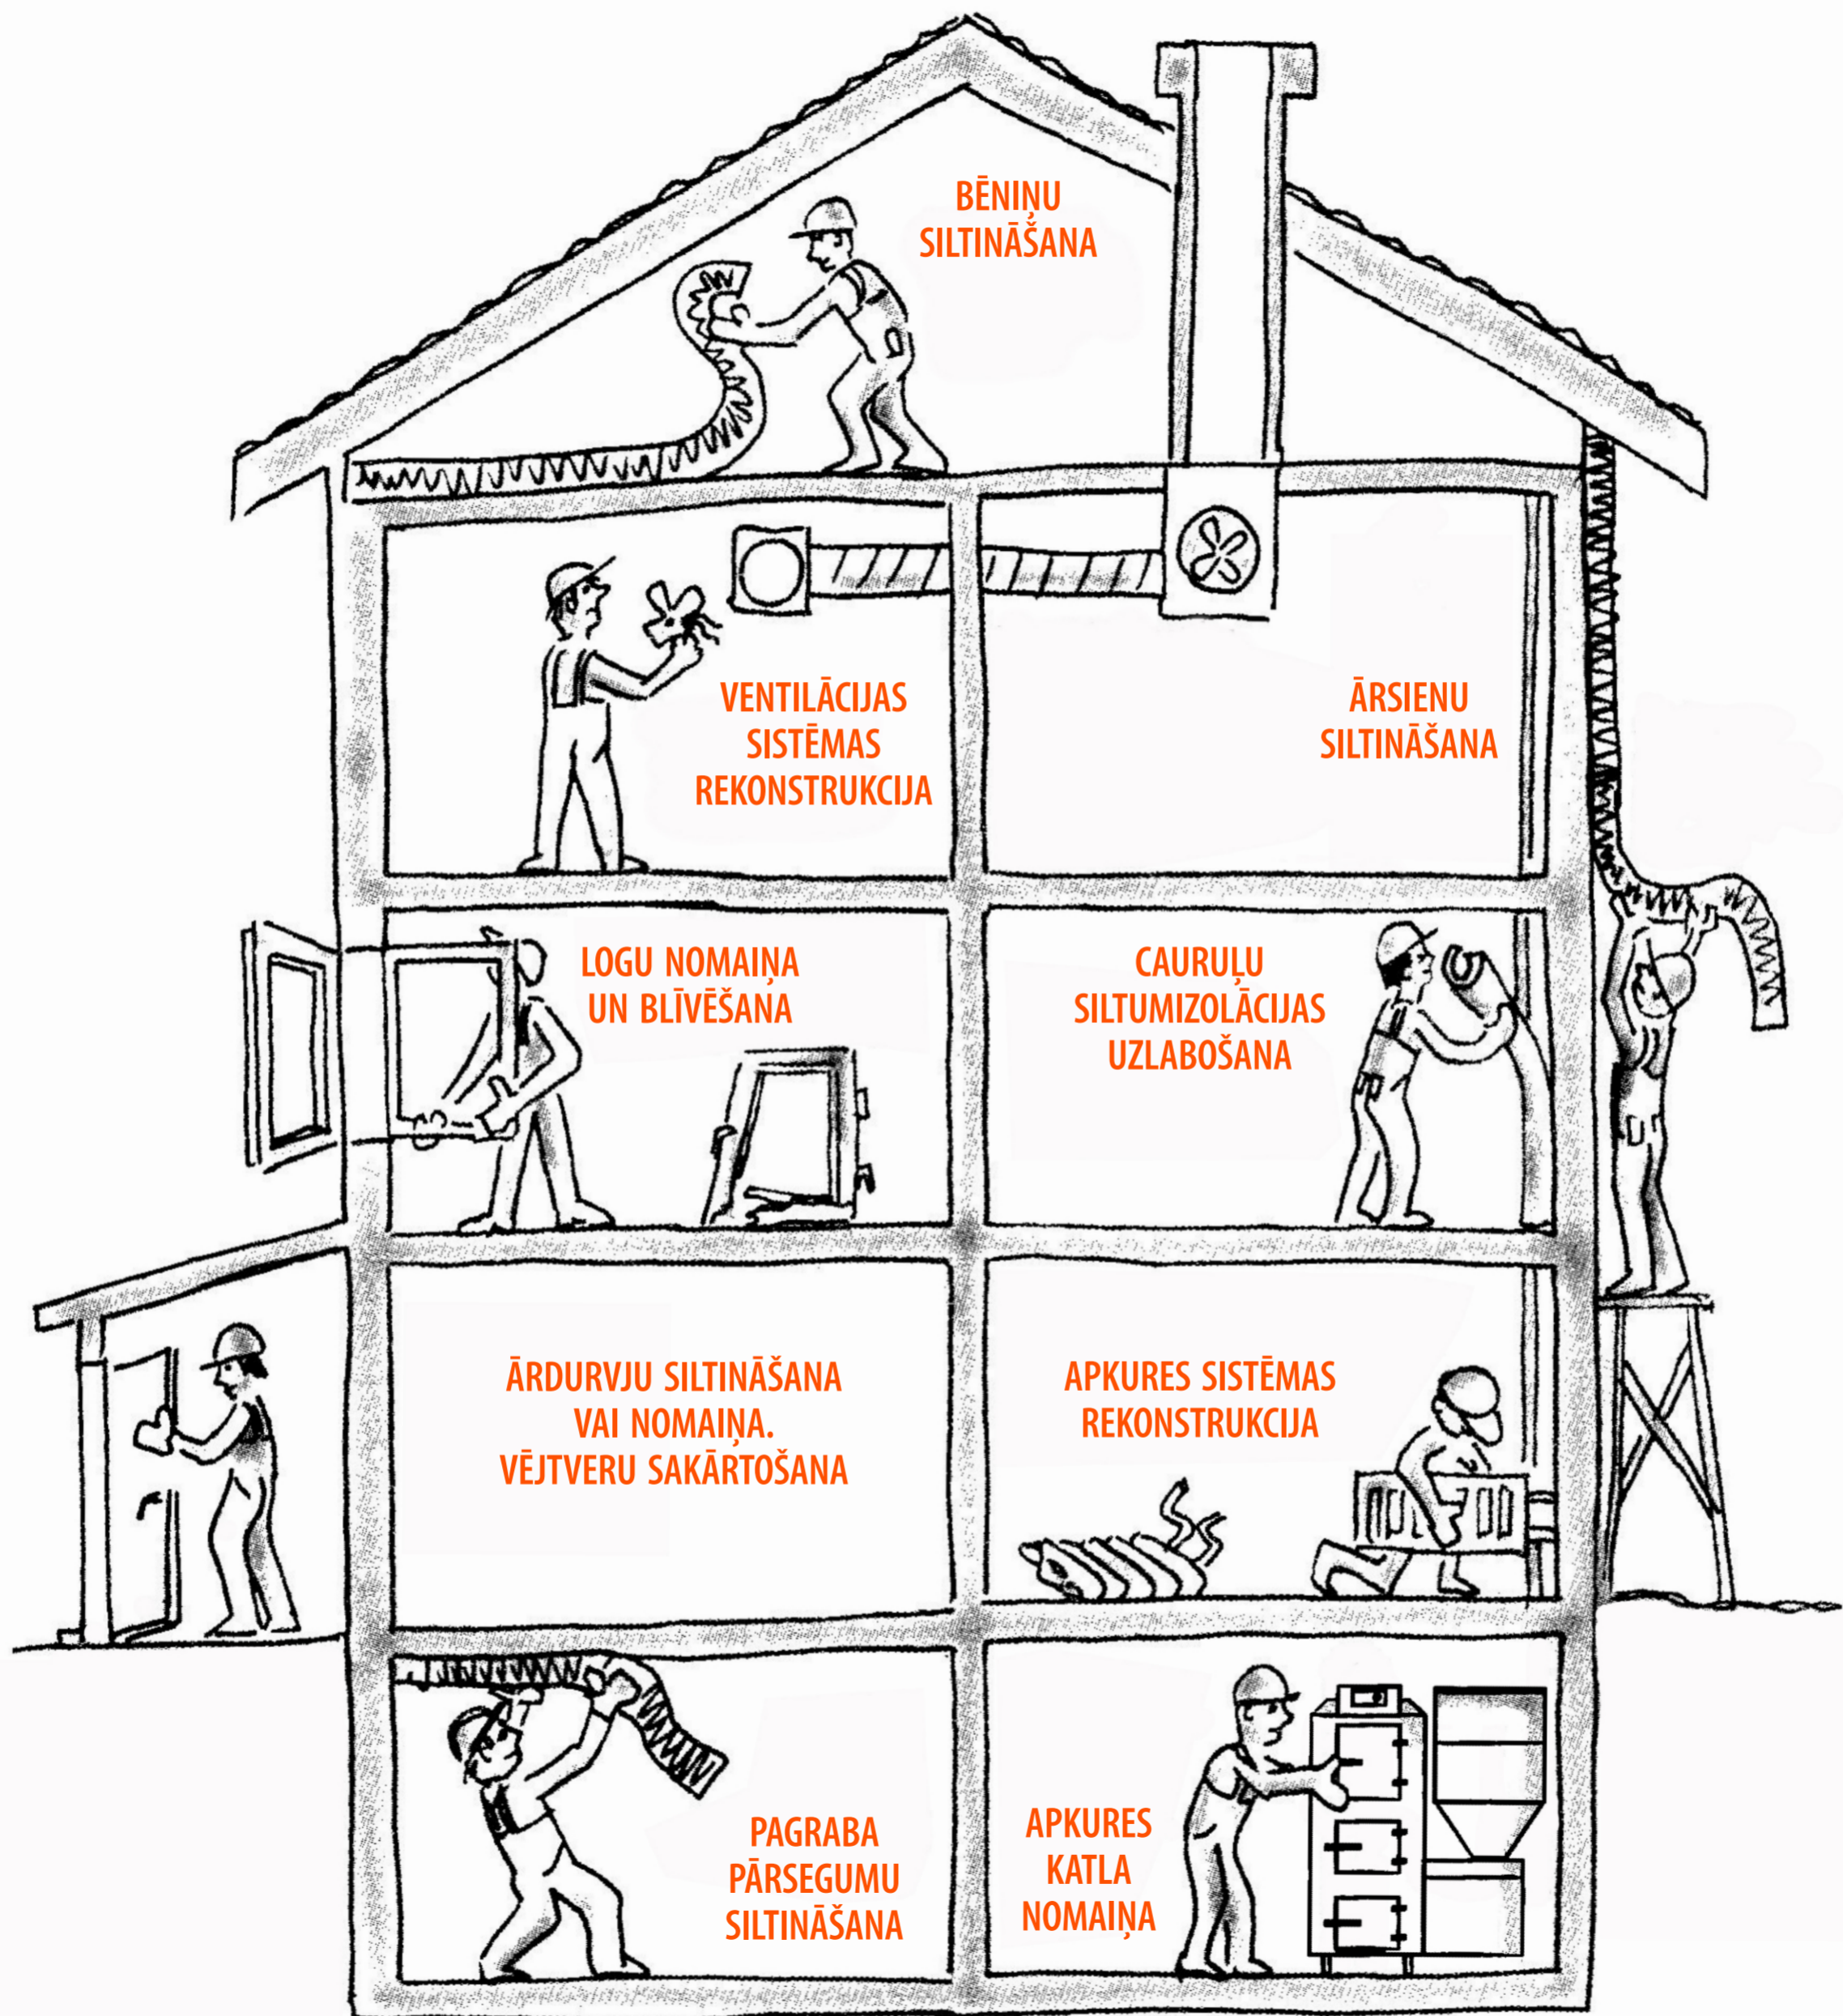 BĒNIŅU
SILTINĀŠANA
VENTILĀCIJAS
SISTĒMAS
REKONSTRUKCIJA
ĀRSIENU
SILTINĀŠANA
LOGU NOMAIŅA
UN BLĪVĒŠANA
CAURUĻU
SILTUMIZOLĀCIJAS
UZLABOŠANA
ĀRDURVJU SILTINĀŠANA
VAI NOMAIŅA.
VĒJTVERU SAKĀRTOŠANA
APKURES SISTĒMAS
REKONSTRUKCIJA
PAGRABA
PĀRSEGUMU
SILTINĀŠANA
APKURES
KATLA
NOMAIŅA